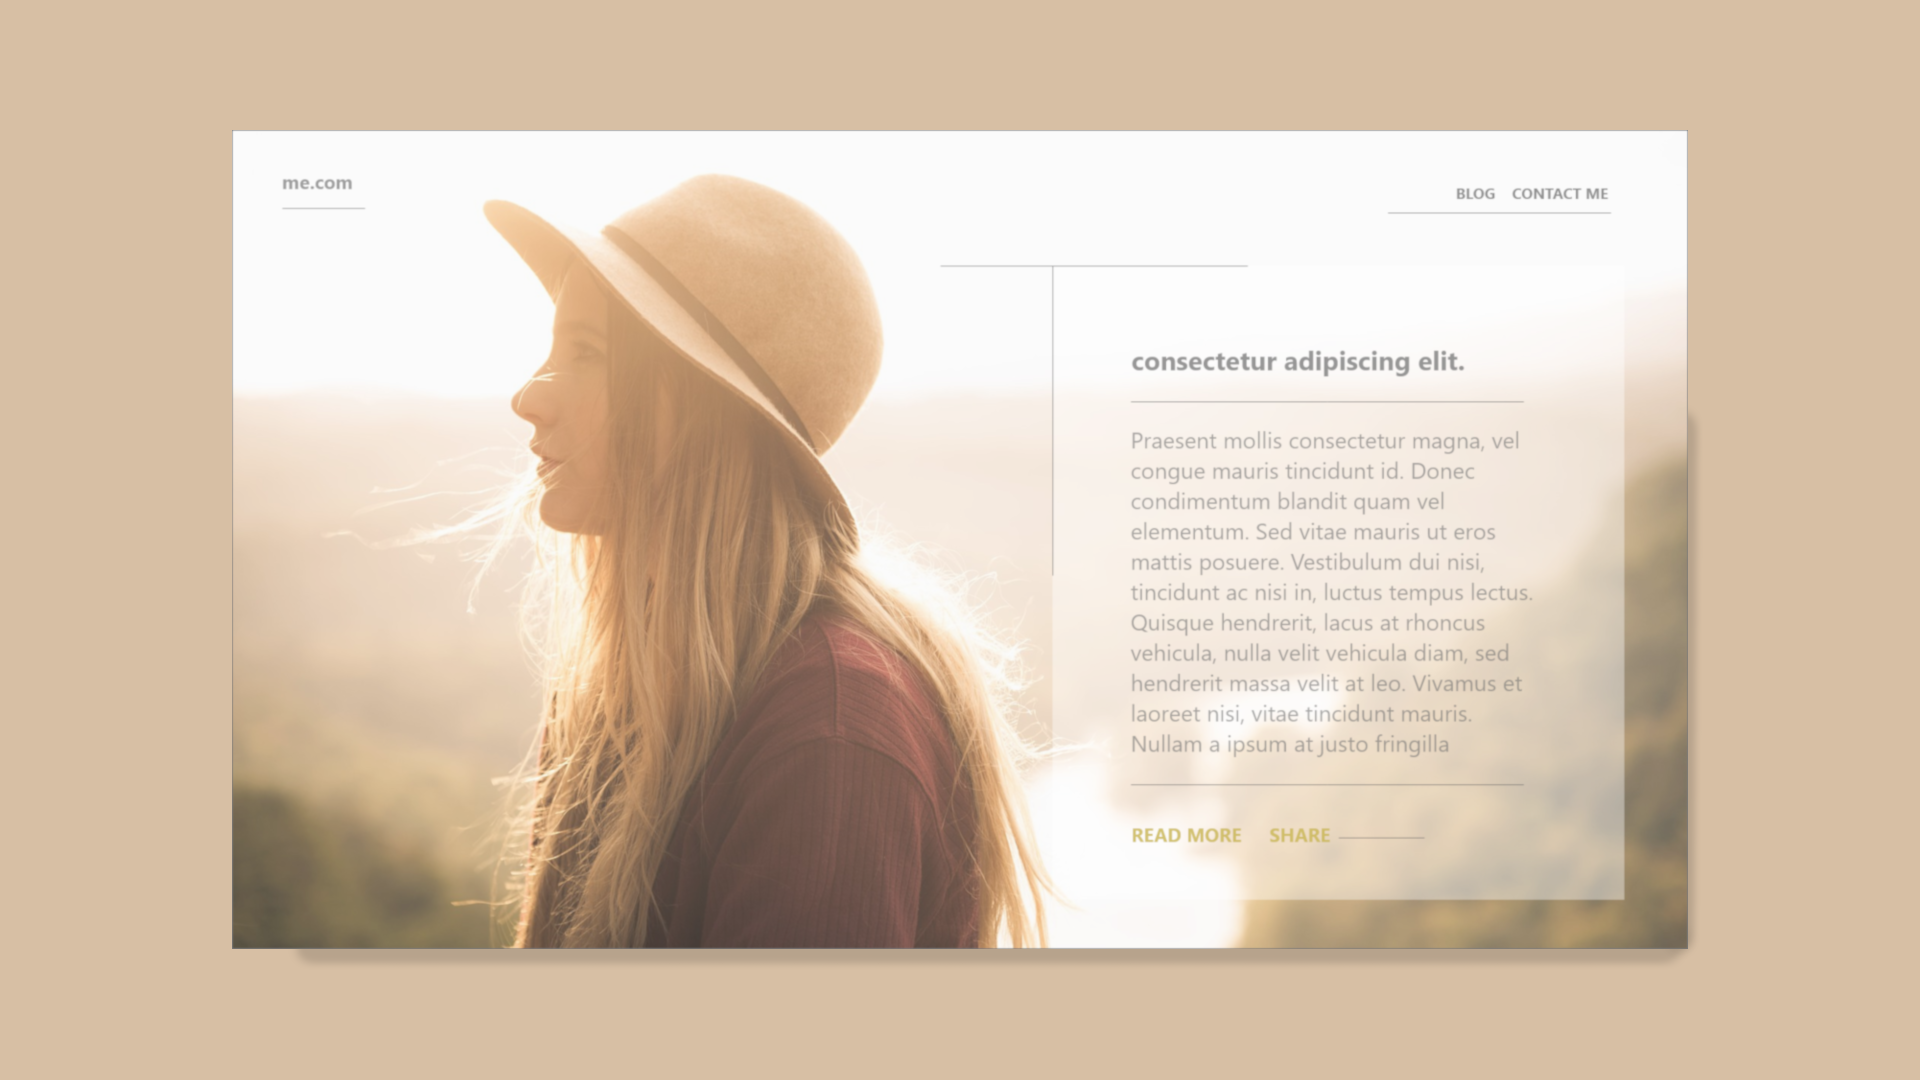 me.com
BLOG CONTACT ME
consectetur adipiscing elit.
Praesent mollis consectetur magna, vel
congue mauris tincidunt id. Donec
condimentum blandit quam vel
elementum. Sed vitae mauris ut eros
mattis posuere. Vestibulum dui nisi,
tincidunt ac nisi in, luctus tempus lectus.
Quisque hendrerit, lacus at rhoncus
vehicula, nulla velit vehicula diam, sed
hendrerit massa velit at leo. Vivamus et
laoreet nisi, vitae tincidunt mauris.
Nullam a ipsum at justo fringilla
READ MORE SHARE